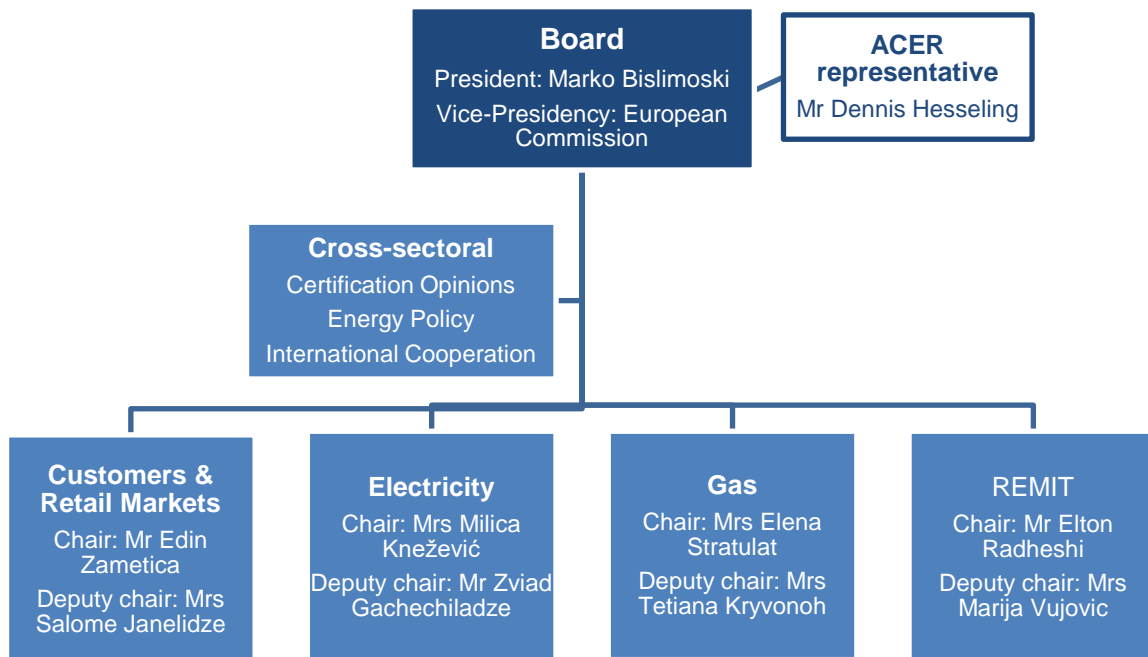 Board
President: Marko Bislimoski
Vice-Presidency: European
Commission
ACER
representative
Mr Dennis Hesseling
Cross-sectoral
Certification Opinions
Energy Policy
International Cooperation
Customers &
Retail Markets
Chair: Mr Edin
Zametica
Deputy chair: Mrs
Salome Janelidze
Electricity
Chair: Mrs Milica
Knežević
Deputy chair: Mr Zviad
Gachechiladze
Gas
Chair: Mrs Elena
Stratulat
Deputy chair: Mrs
Tetiana Kryvonoh
REMIT
Chair: Mr Elton
Radheshi
Deputy chair: Mrs
Marija Vujovic